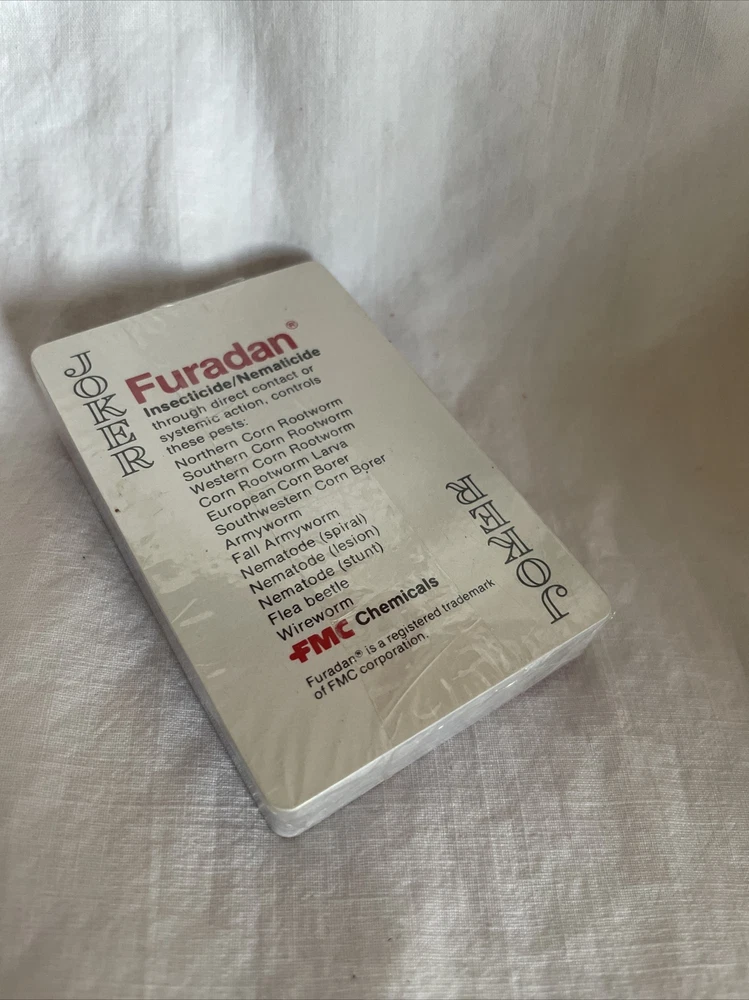 JOKER
Furadan®
Insecticide/Nematicide
through direct contact or
systemic action, controls
these pests:
Northern Corn Rootworm
Southern Corn Rootworm
Western Corn Rootworm
Corn Rootworm Larva
European Corn Borer
Southwestern Corn Borer
Armyworm
Fall Armyworm
Nematode (spiral)
Nematode (lesion)
Nematode (stunt)
Flea beetle
Wireworm
FMC Chemicals
Furadan® is a registered trademark
of FMC corporation.
JOKER